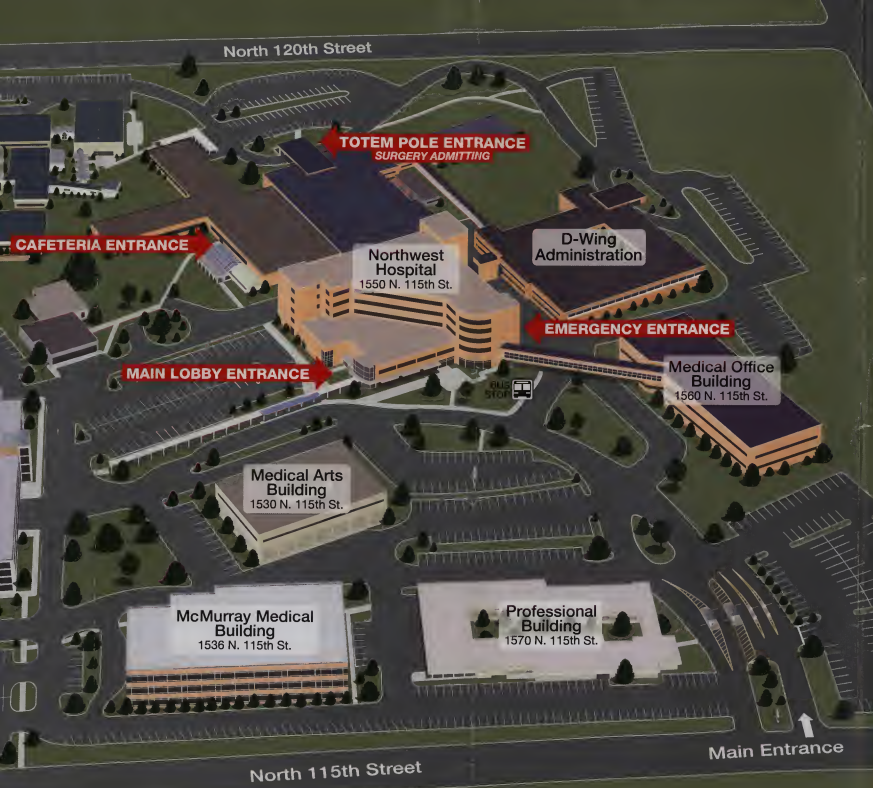 North 120th Street
TOTEM POLE ENTRANCE
SURGERY ADMITTING
CAFETERIA ENTRANCE
D-Wing
Administration
Northwest
Hospital
1550 N. 115th St.
EMERGENCY ENTRANCE
MAIN LOBBY ENTRANCE
Medical Office
Building
1560 N. 115th St.
BUS
STOP
Medical Arts
Building
1530 N. 115th St.
McMurray Medical
Building
1536 N. 115th St.
Professional
Building
1570 N. 115th St.
Main Entrance
North 115th Street